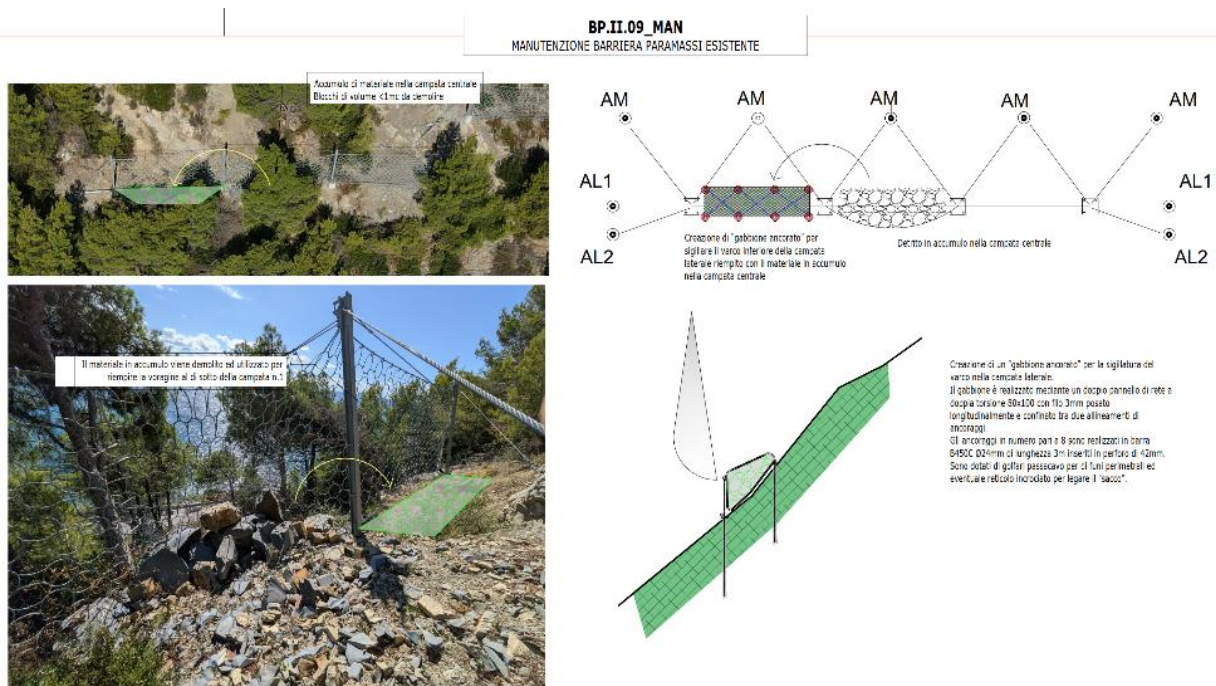 BP.II.09_MAN
MANUTENZIONE BARRIERA PARAMASSI ESISTENTE
Accumulo di materiale nella campata centrale
Blocchi di volume <1mc da demolire
AM
AM
AM
AM
AM
AL1
AL1
AL2
AL2
Creazione di "gabbione ancorato" per
sigillare il varco inferiore della campata
laterale riempito con il materiale in accumulo
nella campata centrale
Detrito in accumulo nella campata centrale
Il materiale in accumulo viene demolito ed utilizzato per
riempire la voragine al di sotto della campata n.1
Creazione di un "gabbione ancorato" per la sigillatura del
varco nella campata laterale.
Il gabbione è realizzato mediante un doppio pannello di rete a
doppia torsione 80x100 con filo 3mm posato
longitudinalmente e confinato tra due allineamenti di
ancoraggi.
Gli ancoraggi in numero pari a 8 sono realizzati in barra
B450C Ø24mm di lunghezza 3m inseriti in perforo di 42mm.
Sono dotati di golfari passacavo per di funi perimetrali ed
eventuale reticolo incrociato per legare il "sacco".